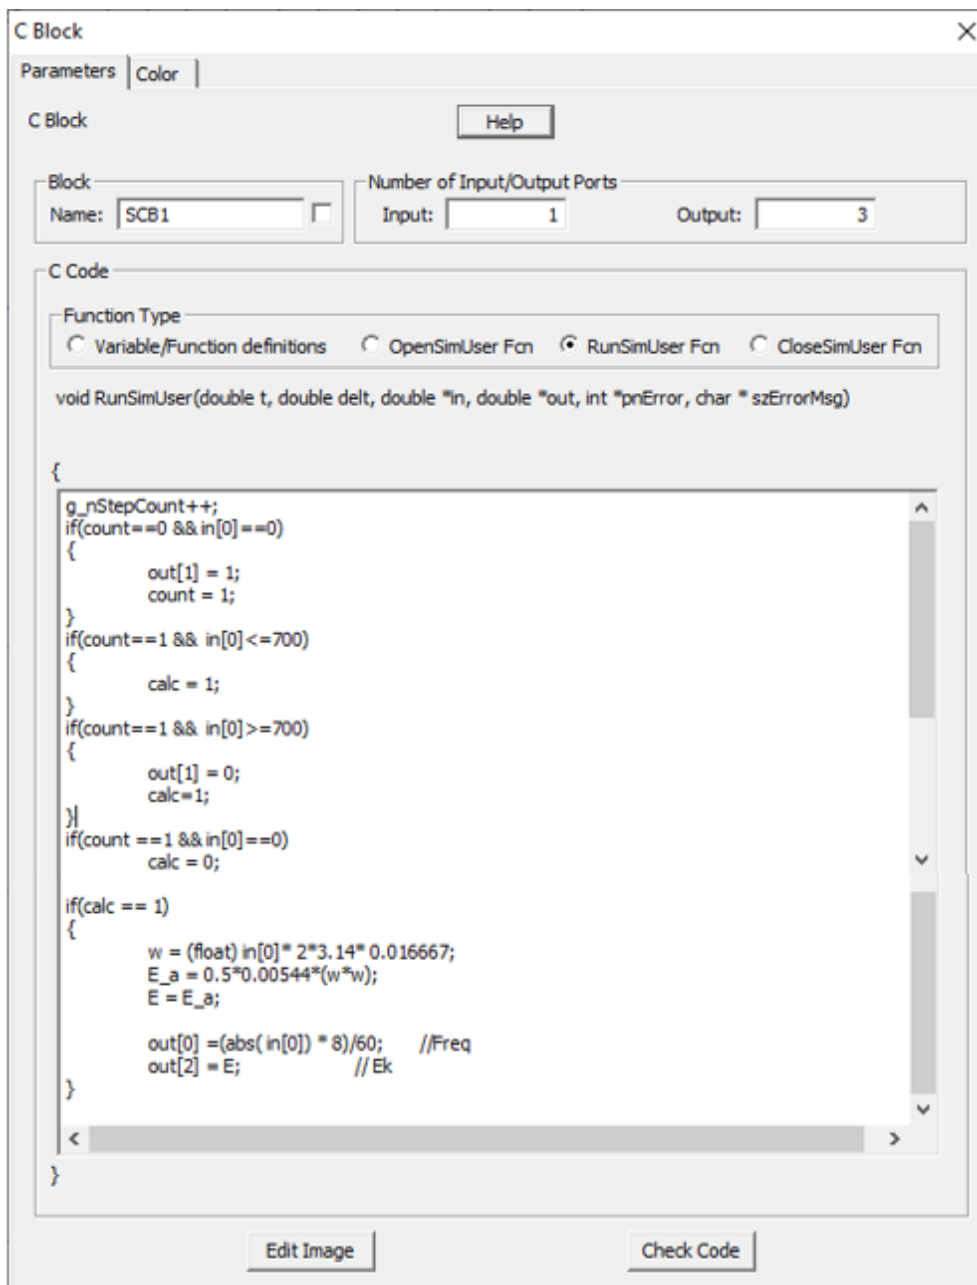 C Block
Parameters Color
C Block Help
Block Number of Input/Output Ports
Name: SCB1 Input: 1 Output: 3
C Code
Function Type
Variable/Function definitions OpenSimUser Fcn RunSimUser Fcn CloseSimUser Fcn
void RunSimUser(double t, double delt, double *in, double *out, int *pnError, char * szErrorMsg)
{
g_nStepCount++;
if(count==0 && in[0]==0)
{
out[1] = 1;
count = 1;
}
if(count==1 && in[0]<=700)
{
calc = 1;
}
if(count==1 && in[0]>=700)
{
out[1] = 0;
calc=1;
}
if(count ==1 && in[0]==0)
calc = 0;
if(calc == 1)
{
w = (float) in[0]* 2*3.14* 0.016667;
E_a = 0.5*0.00544*(w*w);
E = E_a;
out[0] =(abs( in[0]) * 8)/60; //Freq
out[2] = E; // Ek
}
}
Edit Image Check Code